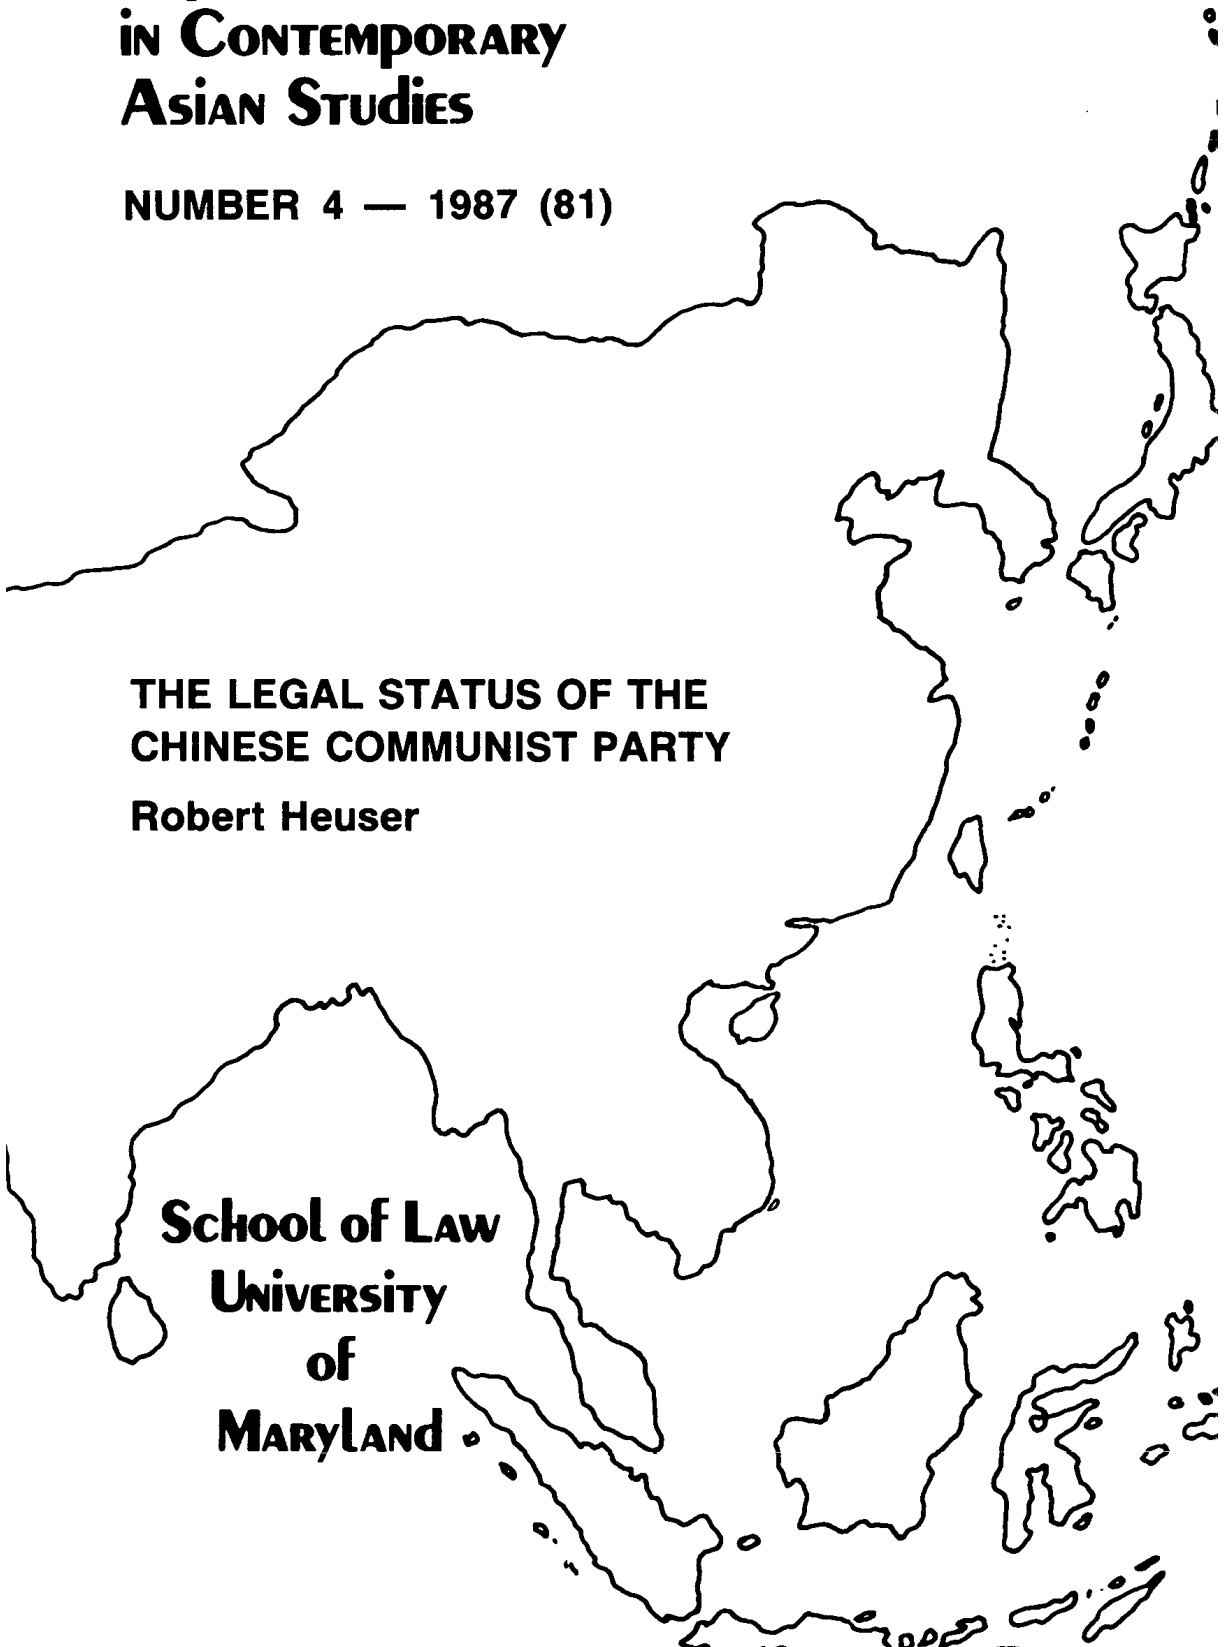 in Contemporary
Asian Studies
NUMBER 4 — 1987 (81)
THE LEGAL STATUS OF THE
CHINESE COMMUNIST PARTY
Robert Heuser
School of Law
University
of
Maryland